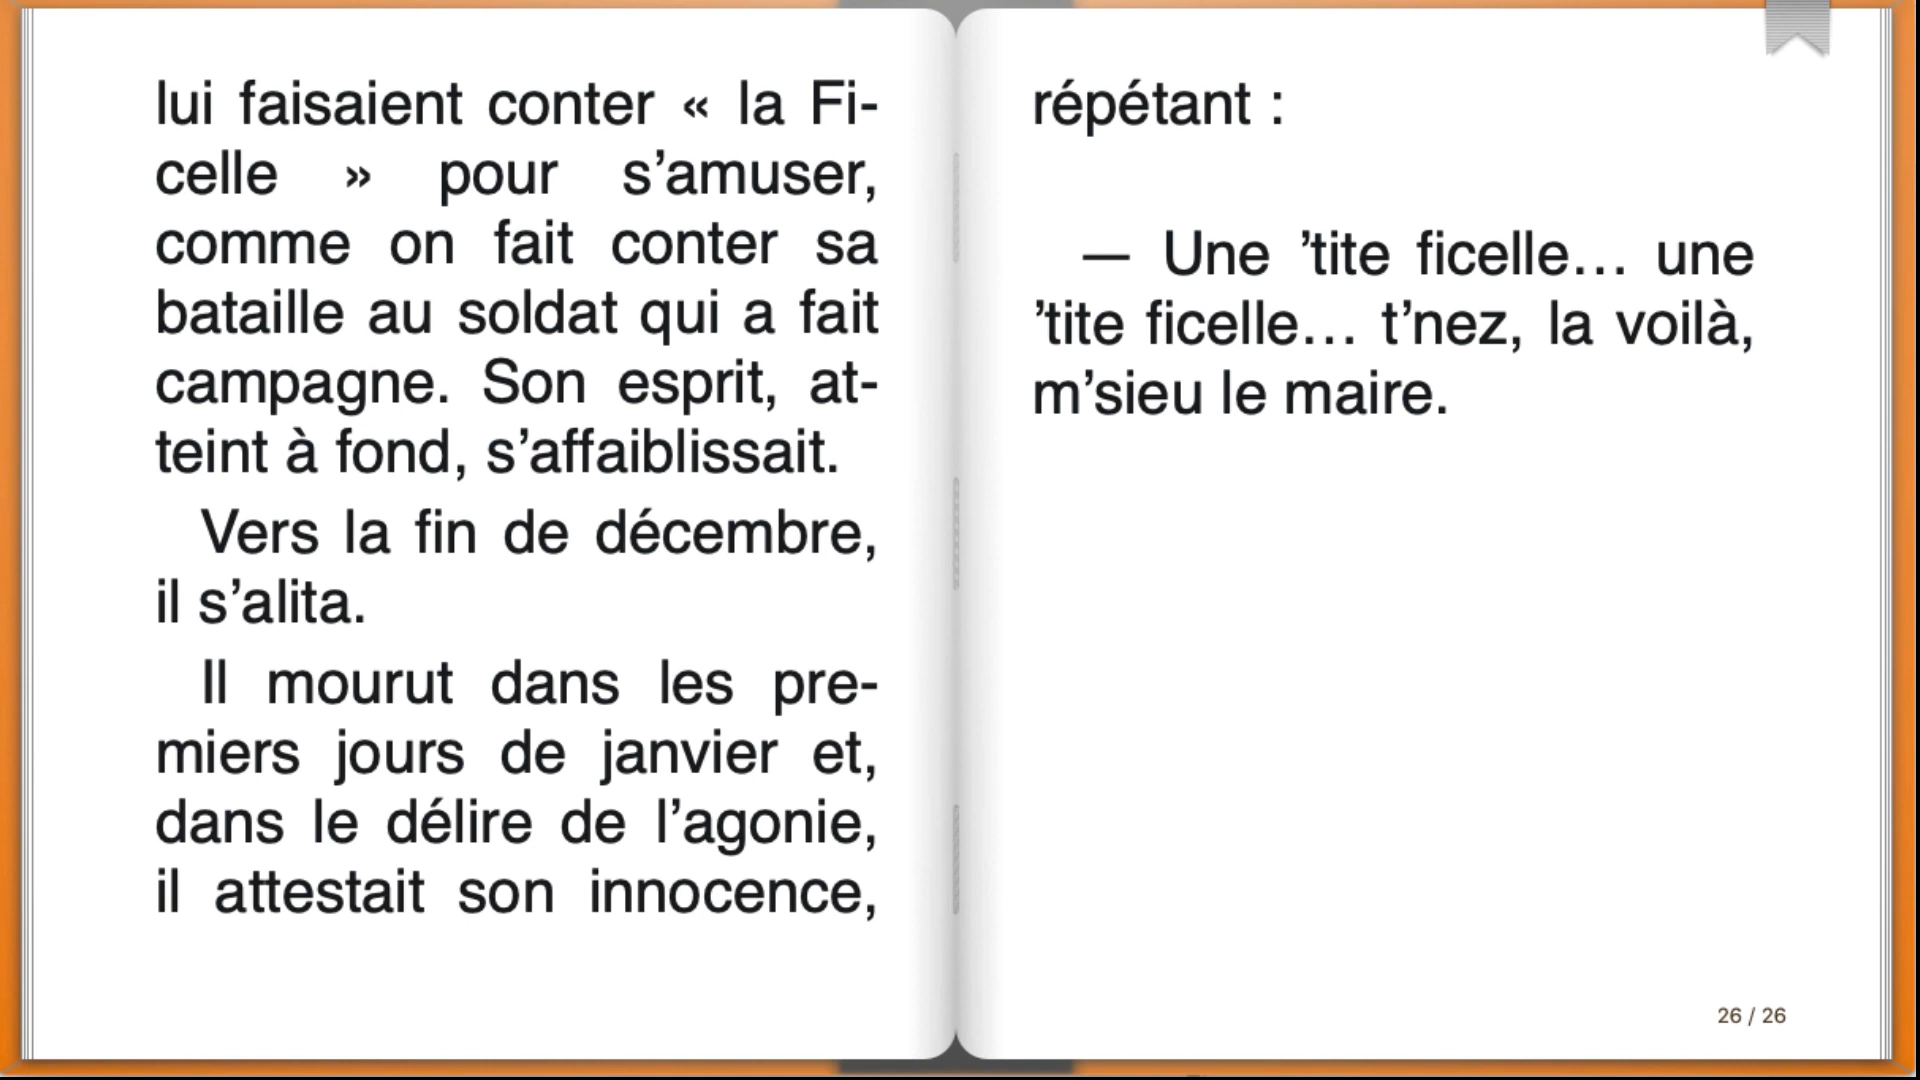 lui faisaient conter « la Fi-
celle » pour s’amuser,
comme on fait conter sa
bataille au soldat qui a fait
campagne. Son esprit, at-
teint à fond, s’affaiblissait.
Vers la fin de décembre,
il s’alita.
Il mourut dans les pre-
miers jours de janvier et,
dans le délire de l’agonie,
il attestait son innocence,
répétant :
— Une ’tite ficelle… une
’tite ficelle… t’nez, la voilà,
m’sieu le maire.
26 / 26